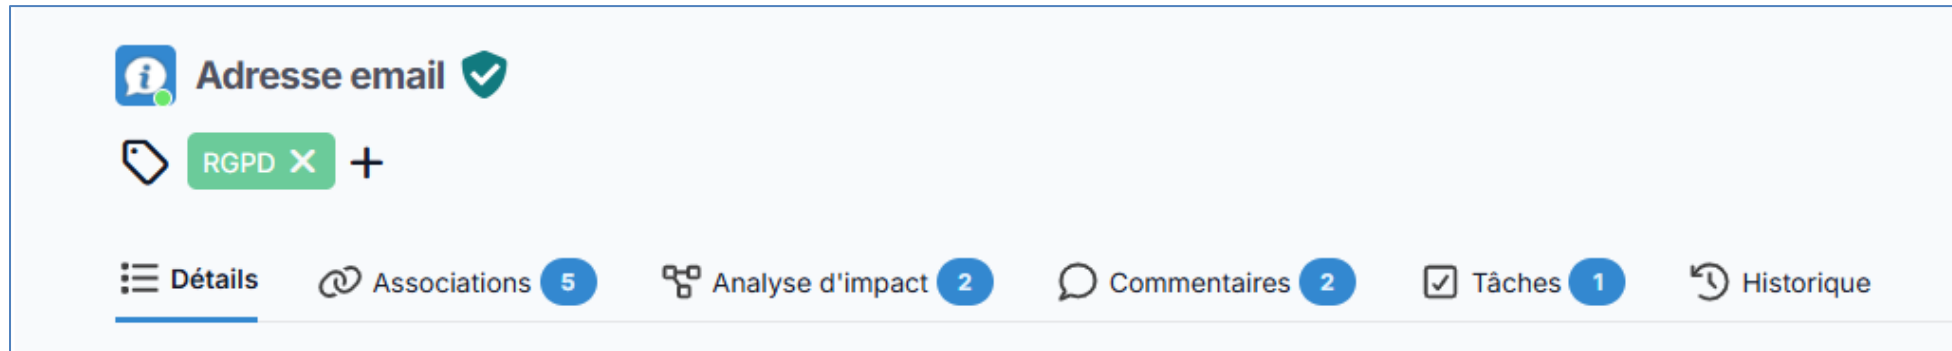 Adresse email
RGPD
Détails Associations 5 Analyse d'impact 2 Commentaires 2 Tâches 1 Historique